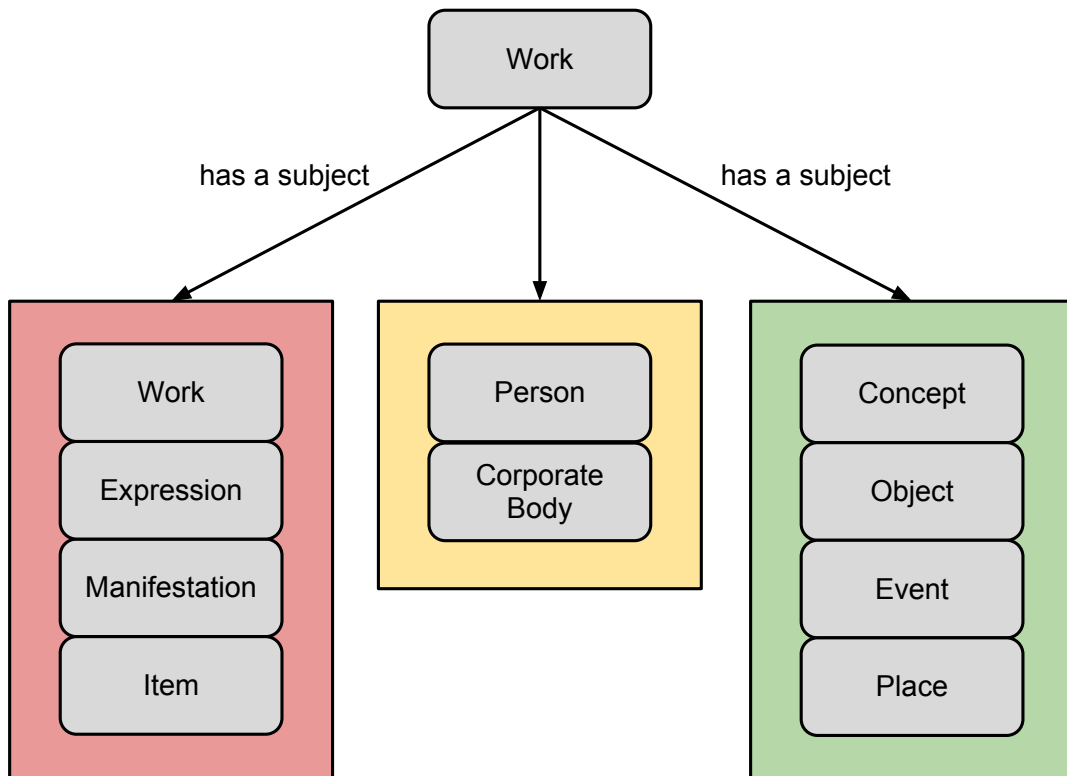 Work
has a subject
has a subject
Work
Expression
Manifestation
Item
Person
Corporate
Body
Concept
Object
Event
Place